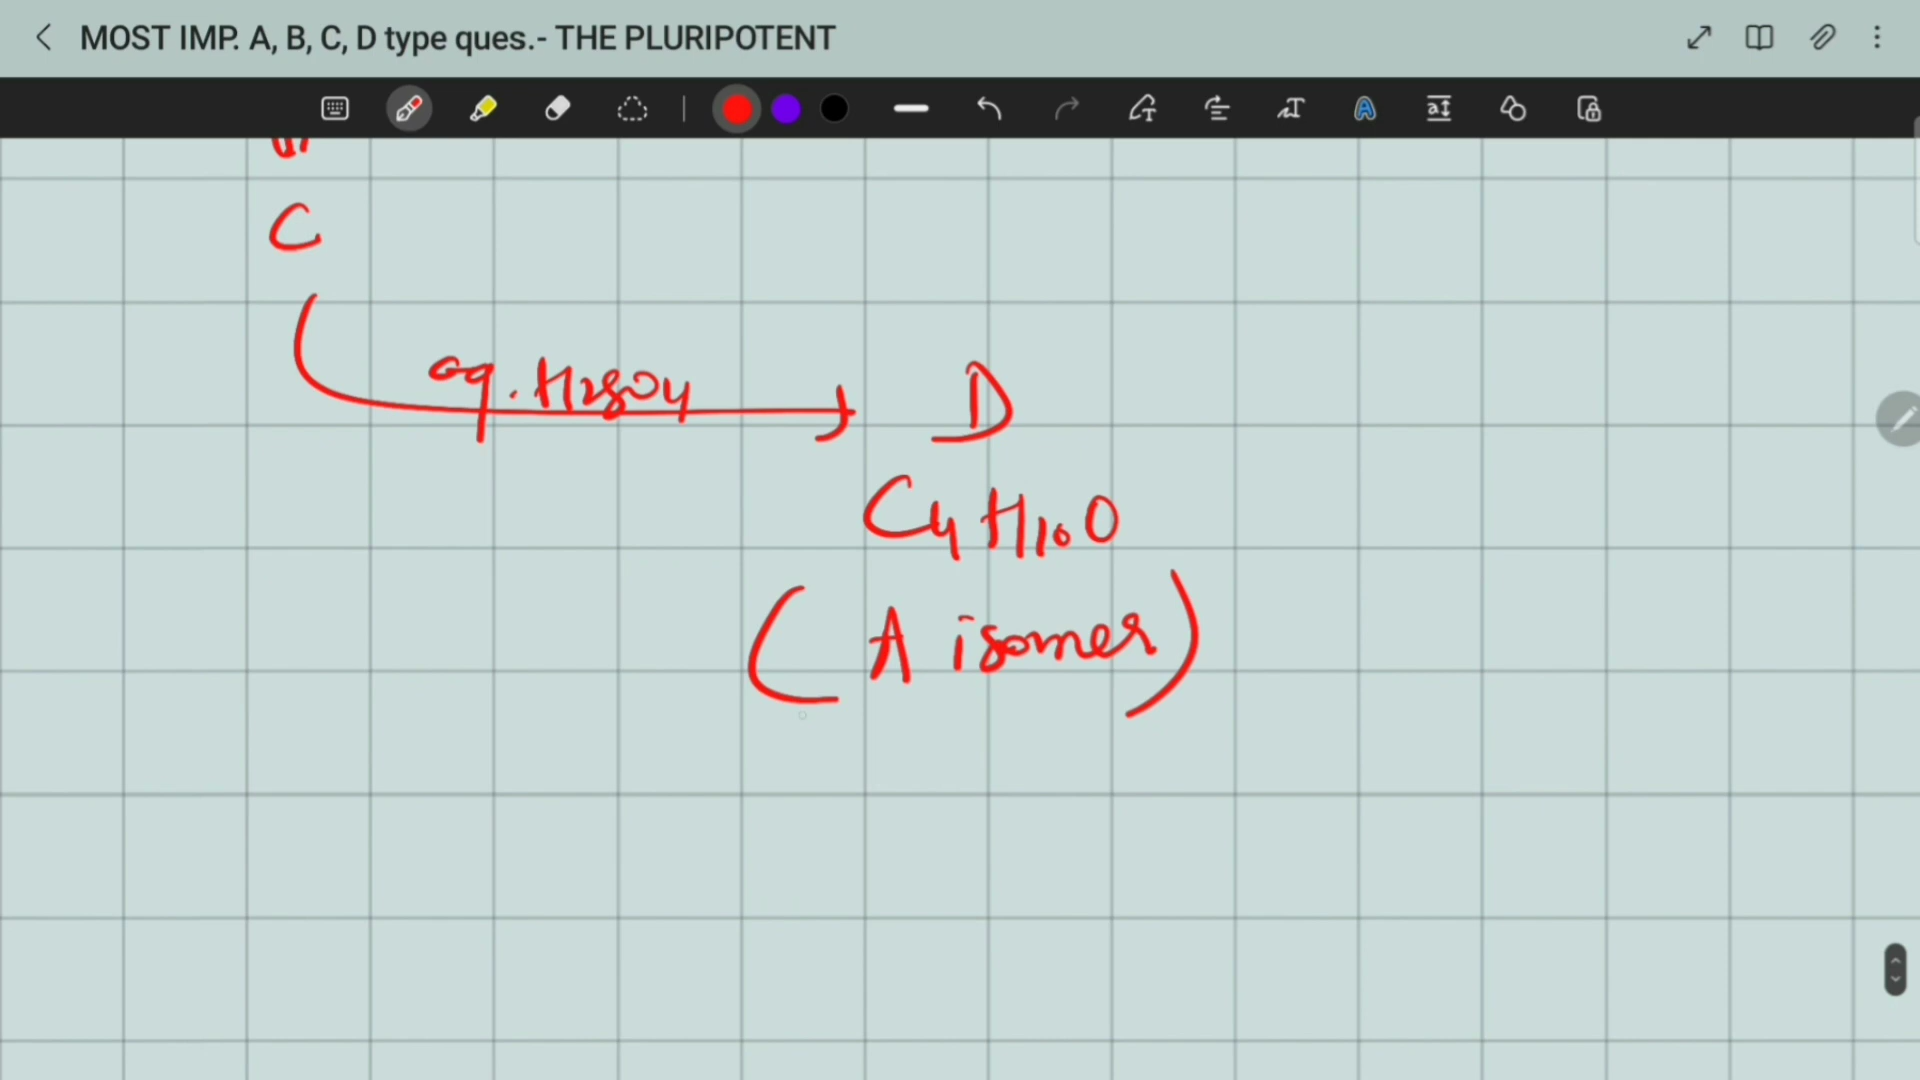 MOST IMP. A, B, C, D type ques.- THE PLURIPOTENT
C
aq. H2SO4
D
C4H10O
(A isomer)